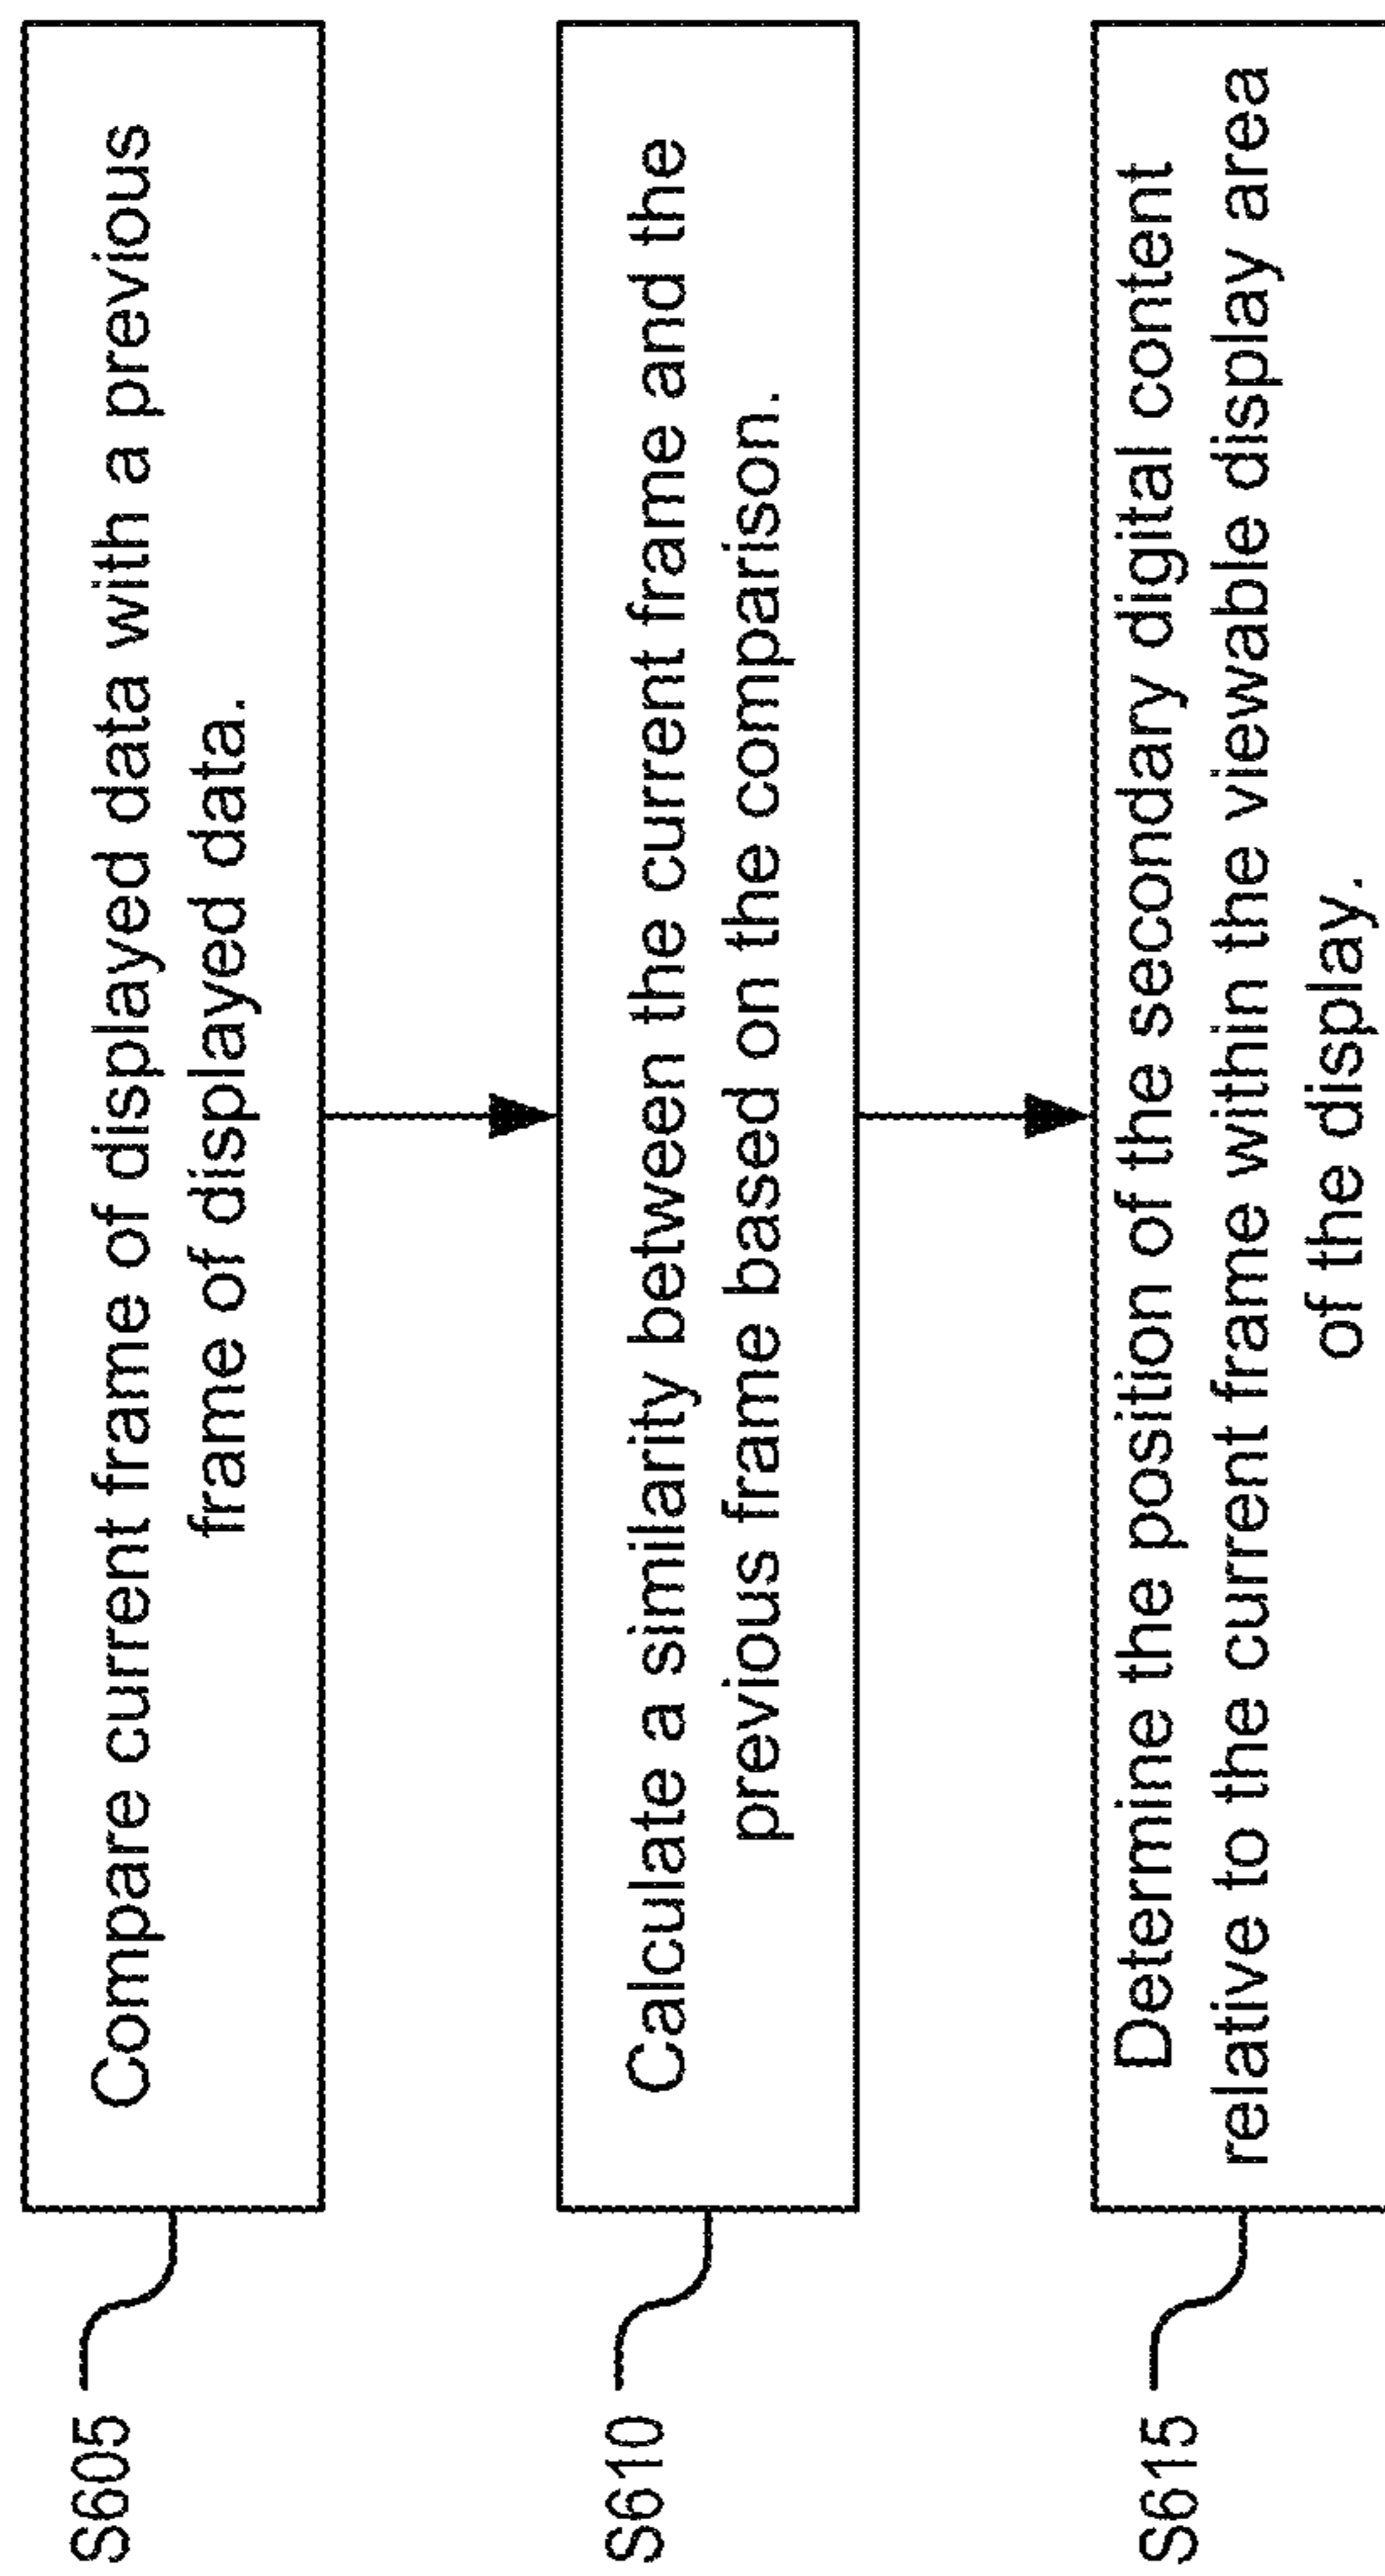 S605
Compare current frame of displayed data with a previous
frame of displayed data.
S610
Calculate a similarity between the current frame and the
previous frame based on the comparison.
S615
Determine the position of the secondary digital content
relative to the current frame within the viewable display area
of the display.